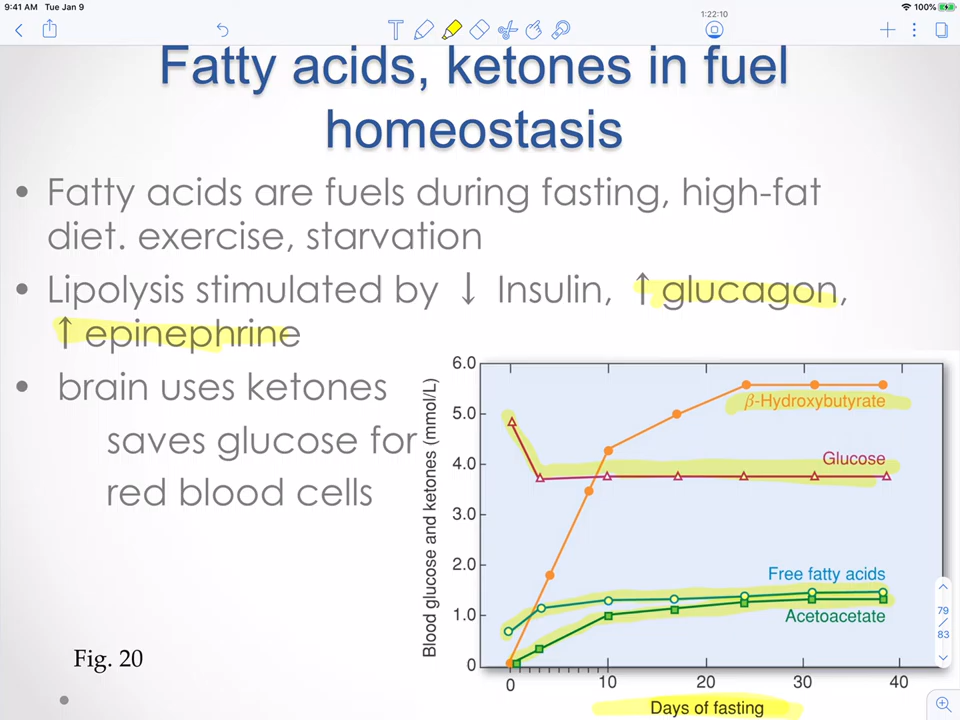 9:41 AM Tue Jan 9
100%
1:22:10
Fatty acids, ketones in fuel
homeostasis
• Fatty acids are fuels during fasting, high-fat
diet. exercise, starvation
• Lipolysis stimulated by ↓ Insulin, ↑ glucagon,
↑ epinephrine
• brain uses ketones
saves glucose for
red blood cells
Blood glucose and ketones (mmol/L)
6.0
5.0
4.0
3.0
2.0
1.0
0
β-Hydroxybutyrate
Glucose
Free fatty acids
Acetoacetate
0 10 20 30 40
Days of fasting
Fig. 20
79
/
83